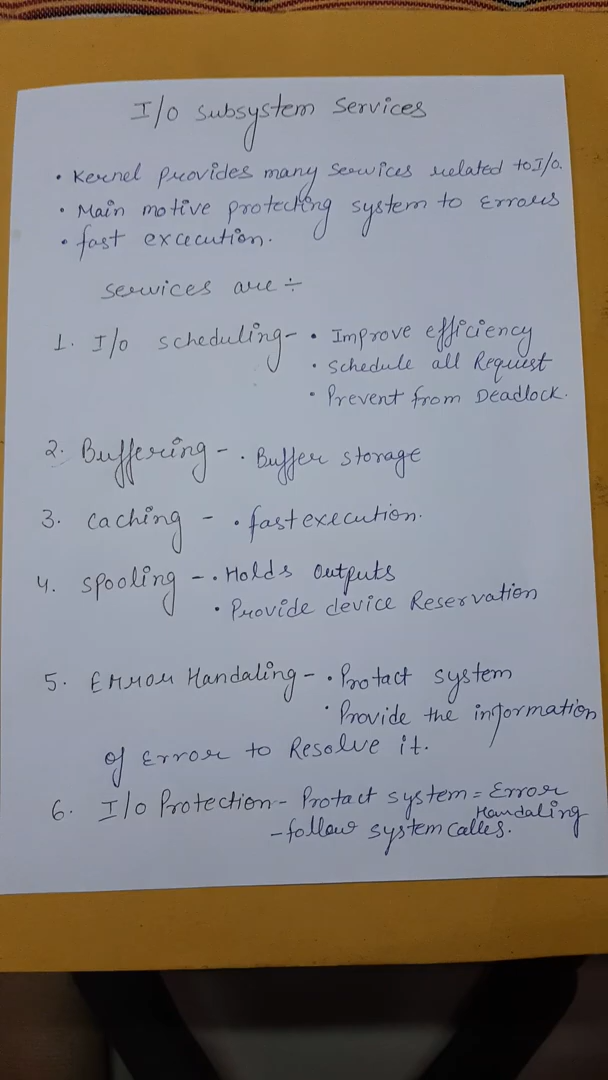 I/O Subsystem Services
• Kernel provides many services related to I/O.
• Main motive protecting system to Errors
• fast excecution.
Services are ÷
1. I/O scheduling - • Improve efficiency
• Schedule all Request
• Prevent from Deadlock.
2. Buffering - • Buffer storage
3. Caching - • fast execution.
4. Spooling - • Holds Outputs
• Provide device Reservation
5. Error Handaling - • Protact system
• Provide the information
of Error to Resolve it.
6. I/O Protection - Protact system = Error
Handaling
- follow system calles.